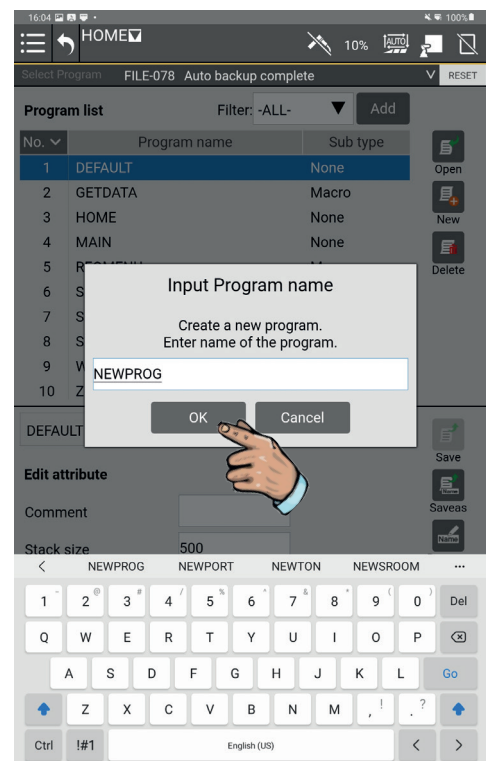 16:04 100%
HOME 10% AUTO
Select Program FILE-078 Auto backup complete RESET
Program list Filter: -ALL- Add
No. Program name Sub type
1 DEFAULT None
Open
2 GETDATA Macro
3 HOME None
New
4 MAIN None
5
Delete
6 S
7 S
8 S
9 W
10 Z
Input Program name
Create a new program.
Enter name of the program.
NEWPROG
OK Cancel
DEFAULT
Save
Edit attribute
Comment
Saveas
Name
Stack size 500
< NEWPROG NEWPORT NEWTON NEWSROOM ...
1 ~ 2 @ 3 # 4 / 5 % 6 ^ 7 & 8 * 9 ( 0 ) Del
Q W E R T Y U I O P
A S D F G H J K L Go
Z X C V B N M , ! . ?
Ctrl !#1 English (US) < >